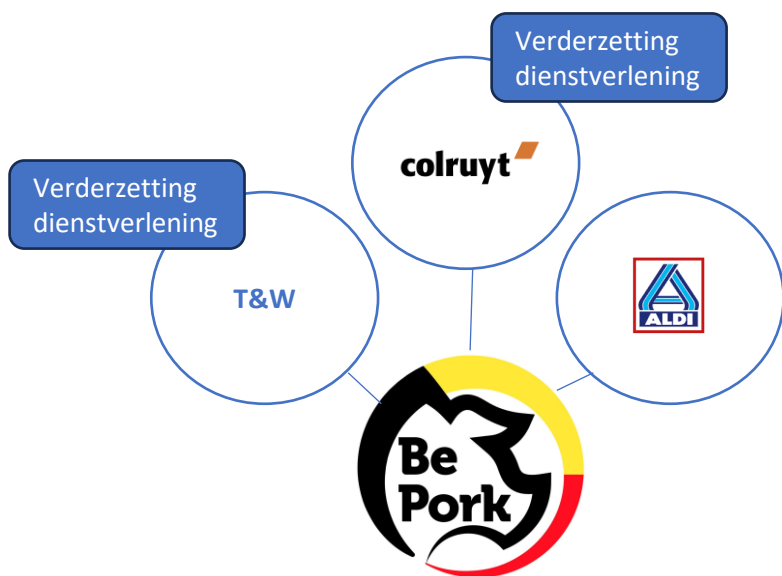 Verderzetting
dienstverlening
colruyt
Verderzetting
dienstverlening
T&W
ALDI
Be
Pork